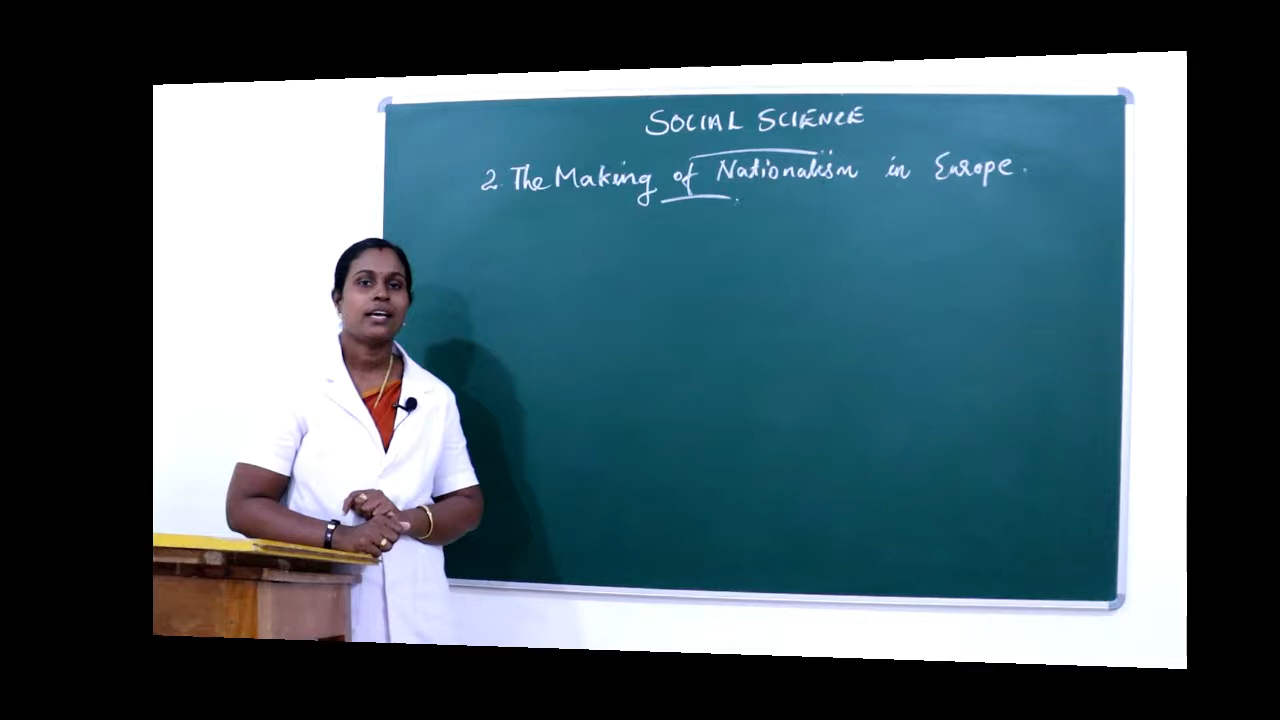 SOCIAL SCIENCE
2. The Making of Nationalism in Europe.